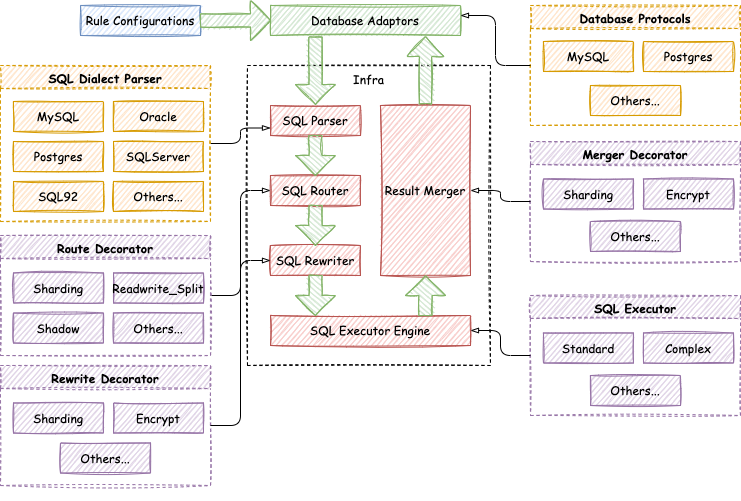 Rule Configurations
Database Adaptors
Database Protocols
MySQL
Postgres
Others...
SQL Dialect Parser
MySQL
Oracle
Postgres
SQLServer
SQL92
Others...
Infra
SQL Parser
SQL Router
SQL Rewriter
Result Merger
SQL Executor Engine
Merger Decorator
Sharding
Encrypt
Others...
Route Decorator
Sharding
Readwrite_Split
Shadow
Others...
SQL Executor
Standard
Complex
Others...
Rewrite Decorator
Sharding
Encrypt
Others...